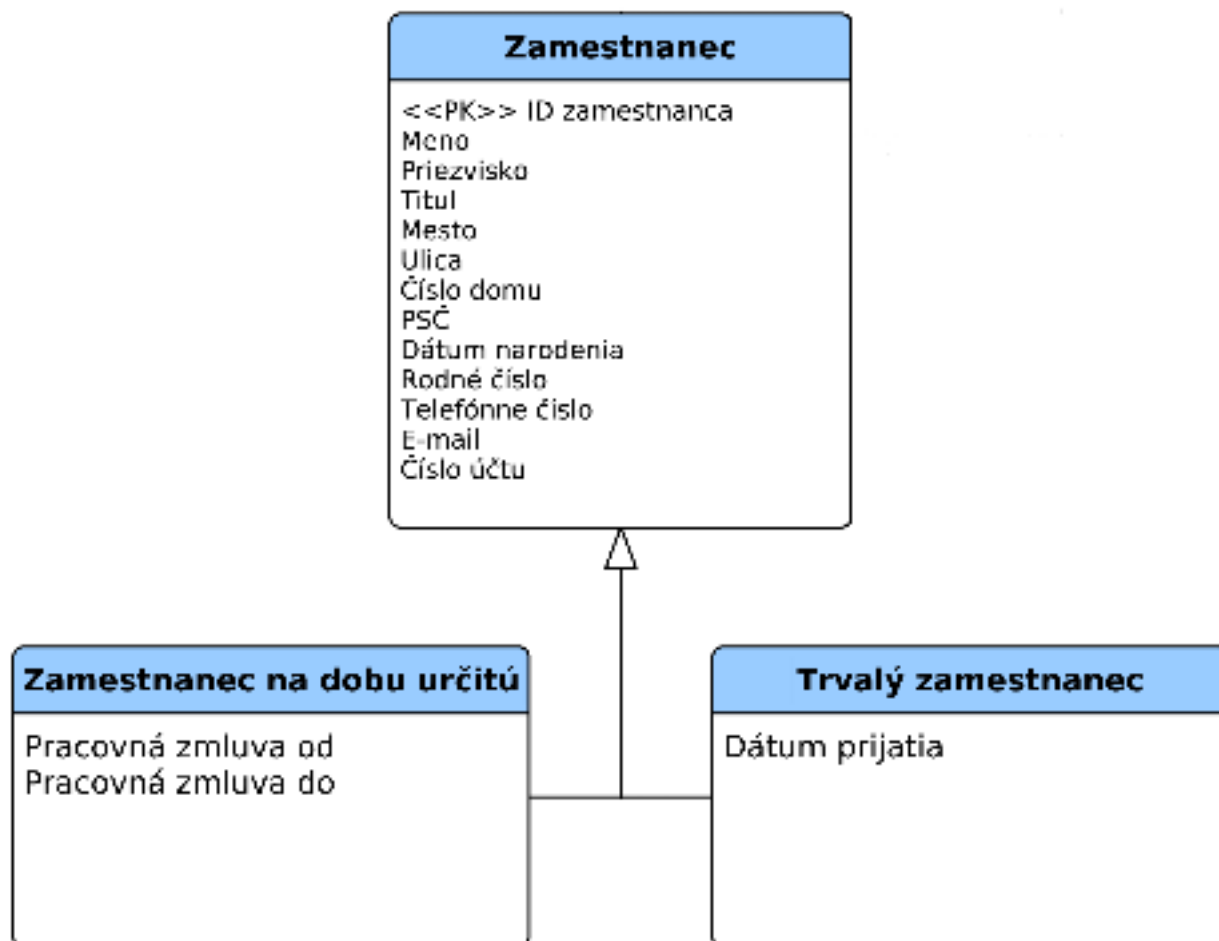 Zamestnanec
<<PK>> ID zamestnanca
Meno
Priezvisko
Titul
Mesto
Ulica
Číslo domu
PSČ
Dátum narodenia
Rodné číslo
Telefónne číslo
E-mail
Číslo účtu
Zamestnanec na dobu určitú
Pracovná zmluva od
Pracovná zmluva do
Trvalý zamestnanec
Dátum prijatia